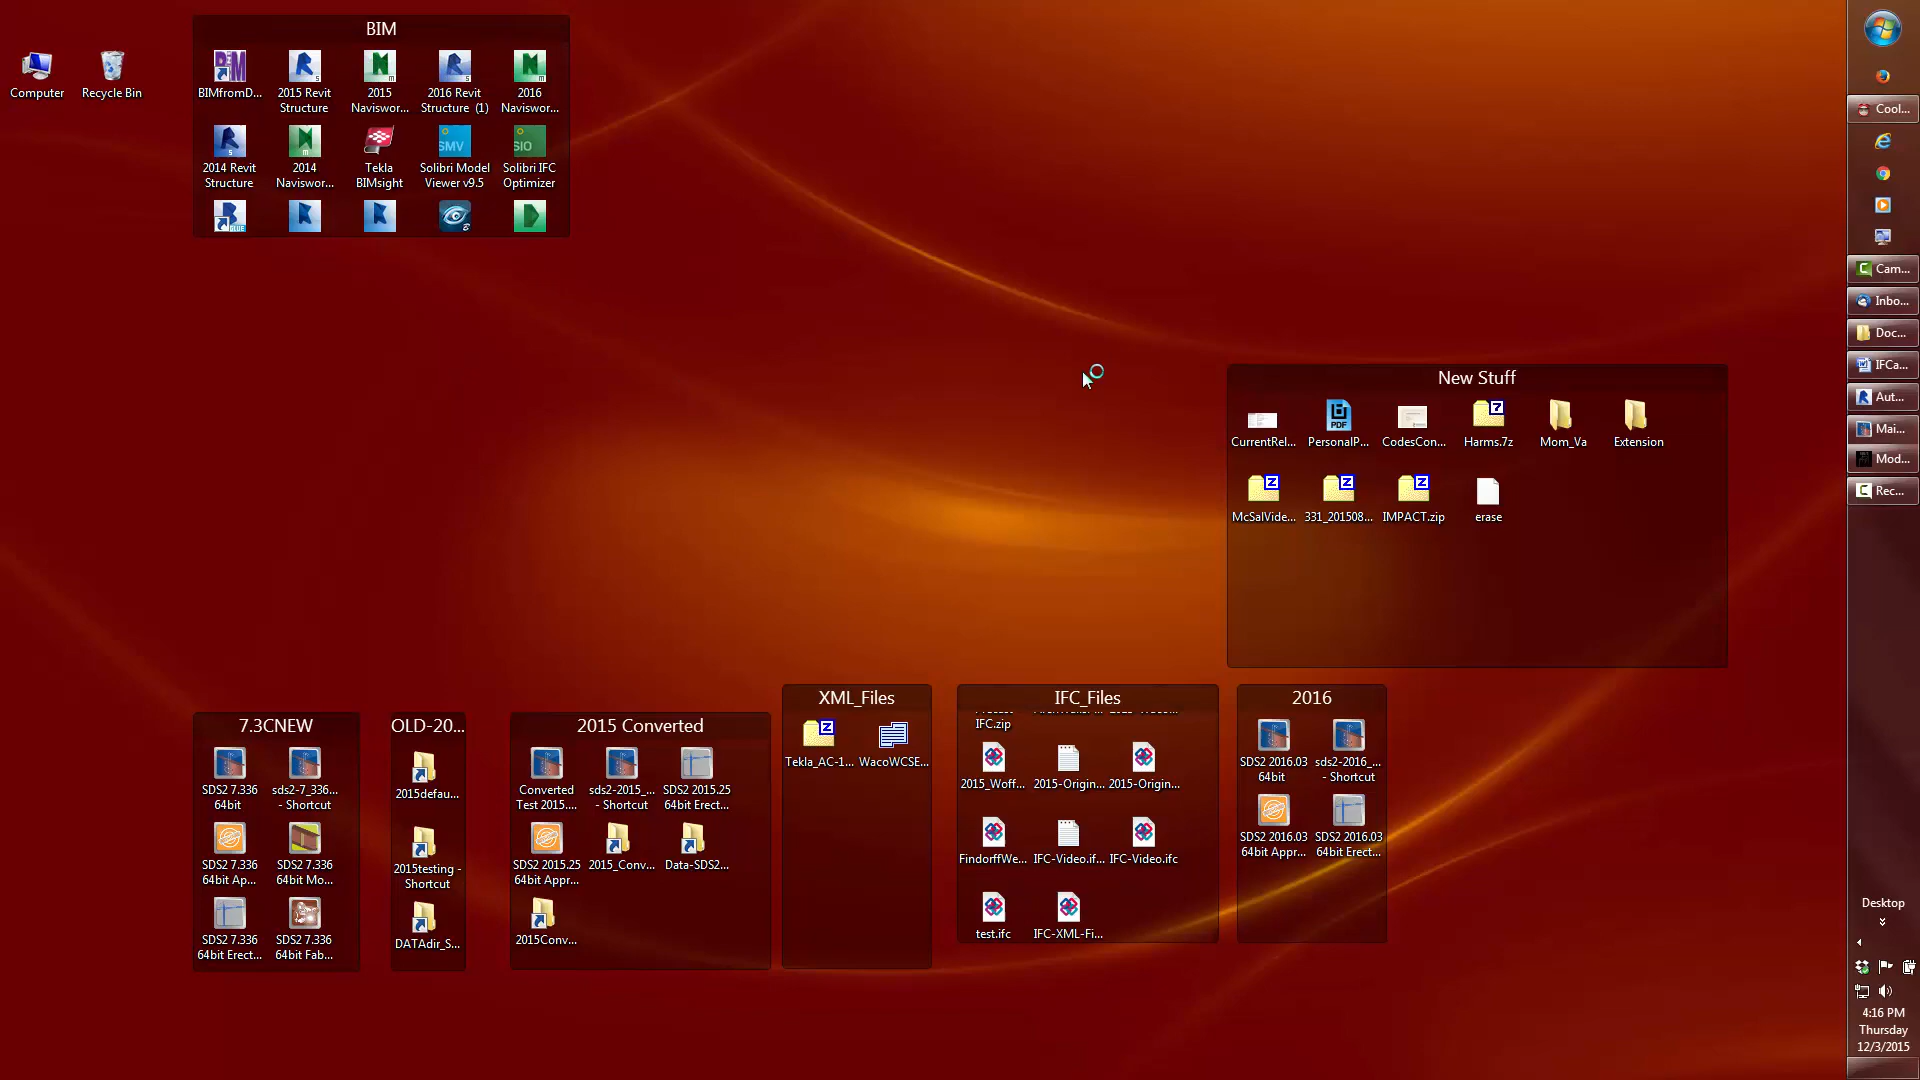 Computer
Recycle Bin
BIM
BIMfromD...
2015 Revit
Structure
2015
Naviswor...
2016 Revit
Structure (1)
2016
Naviswor...
2014 Revit
Structure
2014
Naviswor...
Tekla
BIMsight
SMV
Solibri Model
Viewer v9.5
SIO
Solibri IFC
Optimizer
GLUE
New Stuff
CurrentRel...
PDF
PersonalP...
CodesCon...
Harms.7z
Mom_Va
Extension
McSalVide...
331_201508...
IMPACT.zip
erase
7.3CNEW
SDS2 7.336
64bit
sds2-7_336...
- Shortcut
SDS2 7.336
64bit Ap...
SDS2 7.336
64bit Mo...
SDS2 7.336
64bit Erect...
SDS2 7.336
64bit Fab...
OLD-20...
2015defau...
2015testing -
Shortcut
DATAdir_S...
2015 Converted
Converted
Test 2015....
sds2-2015_...
- Shortcut
SDS2 2015.25
64bit Erect...
SDS2 2015.25
64bit Appr...
2015_Conv...
Data-SDS2...
2015Conv...
XML_Files
Tekla_AC-1...
WacoWCSE...
IFC_Files
IFC.zip
2015_Woff...
2015-Origin...
2015-Origin...
FindorffWe...
IFC-Video.if...
IFC-Video.ifc
test.ifc
IFC-XML-Fi...
2016
SDS2 2016.03
64bit
sds2-2016_...
- Shortcut
SDS2 2016.03
64bit Appr...
SDS2 2016.03
64bit Erect...
Cool...
Cam...
Inbo...
Doc...
IFCa...
Aut...
Mai...
Mod...
Rec...
Desktop
4:16 PM
Thursday
12/3/2015